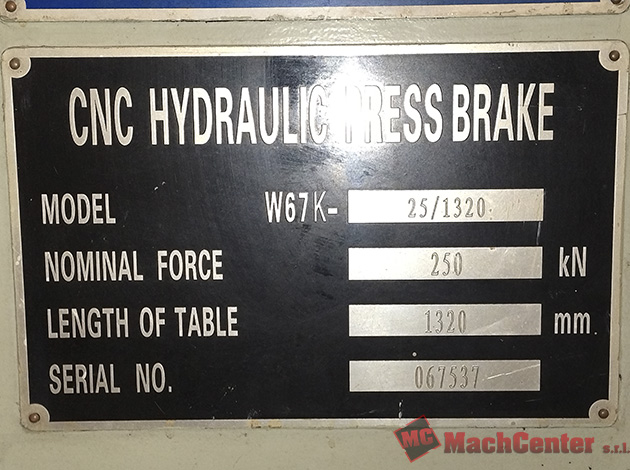 CNC HYDRAULIC PRESS BRAKE
MODEL W67K- 25/1320
NOMINAL FORCE 250 kN
LENGTH OF TABLE 1320 mm
SERIAL NO. 067537
MC MachCenter s.r.l.